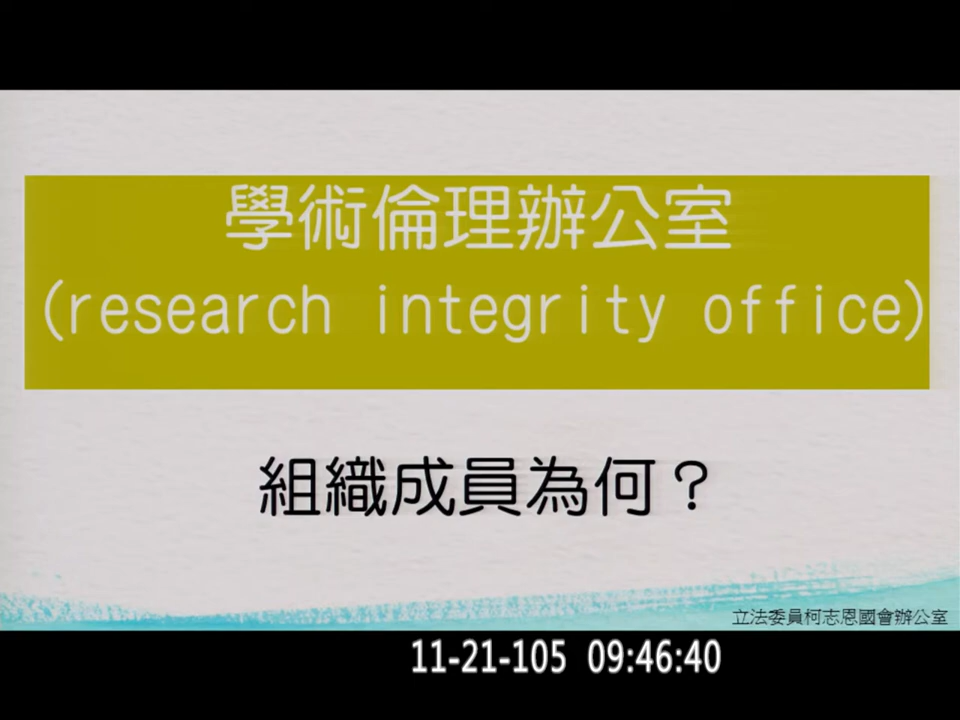 學術倫理辦公室
(research integrity office)
組織成員為何？
立法委員柯志恩國會辦公室
11-21-105 09:46:40